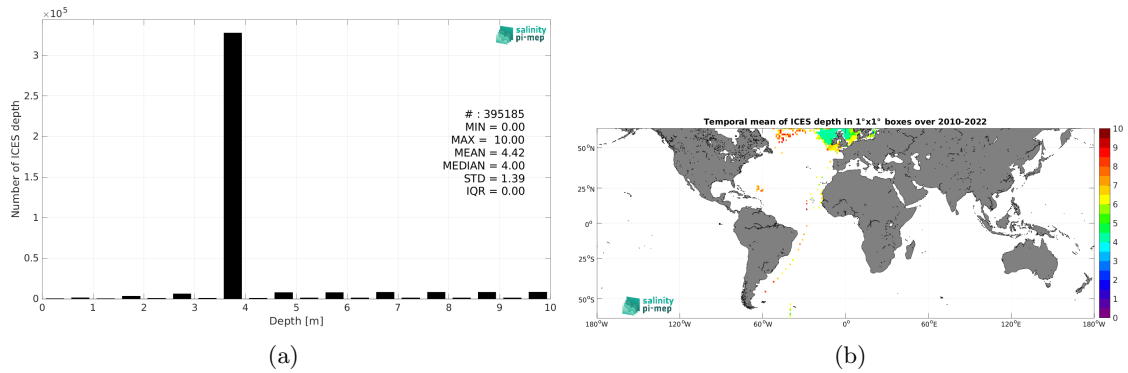 ×10⁵
salinity
pi-mep
3
2.5
2
1.5
1
0.5
0
Number of ICES depth
# : 395185
MIN = 0.00
MAX = 10.00
MEAN = 4.42
MEDIAN = 4.00
STD = 1.39
IQR = 0.00
0 1 2 3 4 5 6 7 8 9 10
Depth [m]
(a)
Temporal mean of ICES depth in 1°x1° boxes over 2010-2022
50°N
25°N
0°
25°S
50°S
180°W 120°W 60°W 0°E 60°E 120°E 180°W
10
9
8
7
6
5
4
3
2
1
0
salinity
pi-mep
(b)